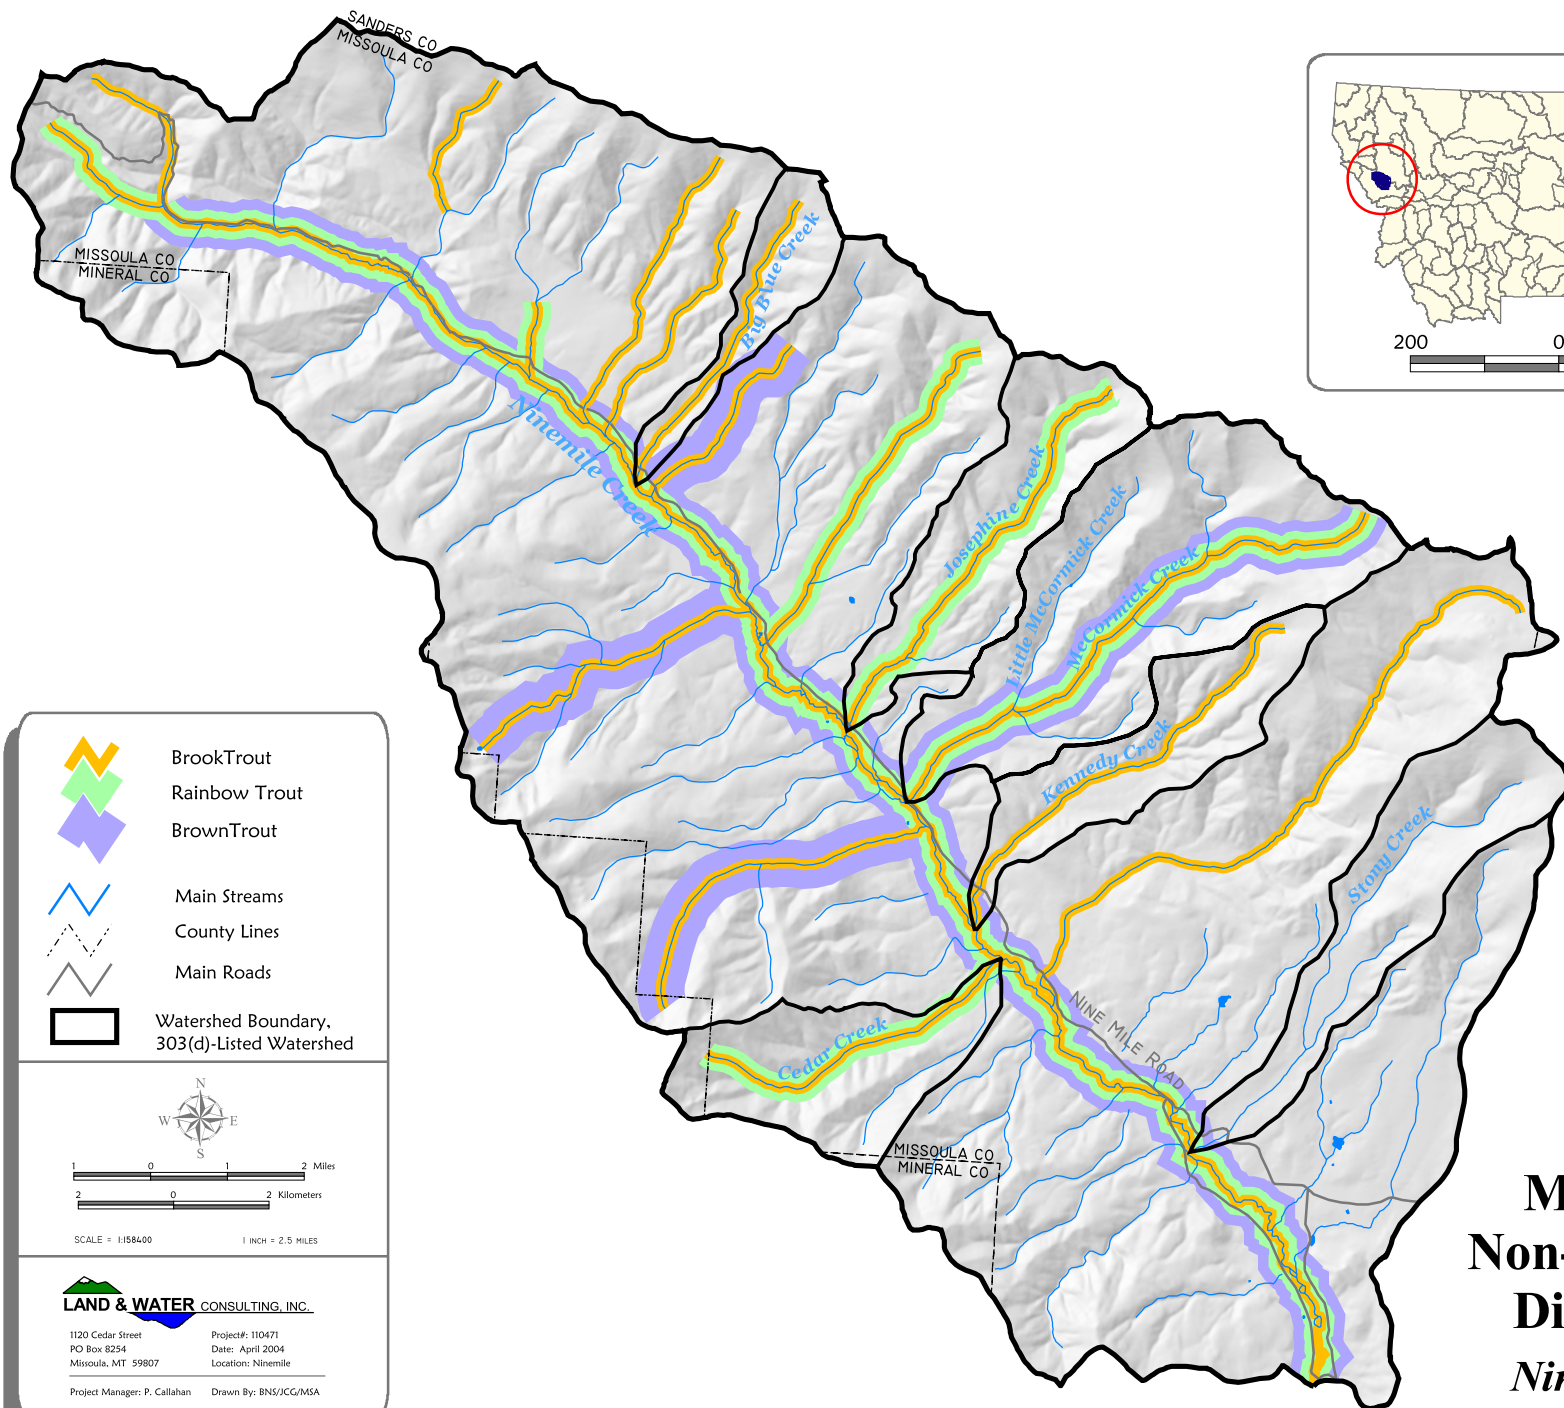 SANDERS CO
MISSOULA CO
MISSOULA CO
MINERAL CO
Big Blue Creek
Ninemile Creek
Josephine Creek
Little McCormick Creek
McCormick Creek
Kennedy Creek
Stony Creek
Cedar Creek
NINE MILE ROAD
MISSOULA CO
MINERAL CO
200 0
BrookTrout
Rainbow Trout
BrownTrout
Main Streams
County Lines
Main Roads
Watershed Boundary,
303(d)-Listed Watershed
N
W E
S
1 0 1 2 Miles
2 0 2 Kilometers
SCALE = 1:158400 1 INCH = 2.5 MILES
LAND & WATER CONSULTING, INC.
1120 Cedar Street Project#: 110471
PO Box 8254 Date: April 2004
Missoula, MT 59807 Location: Ninemile
Project Manager: P. Callahan Drawn By: BNS/JCG/MSA
M
Non-
Di
Nin